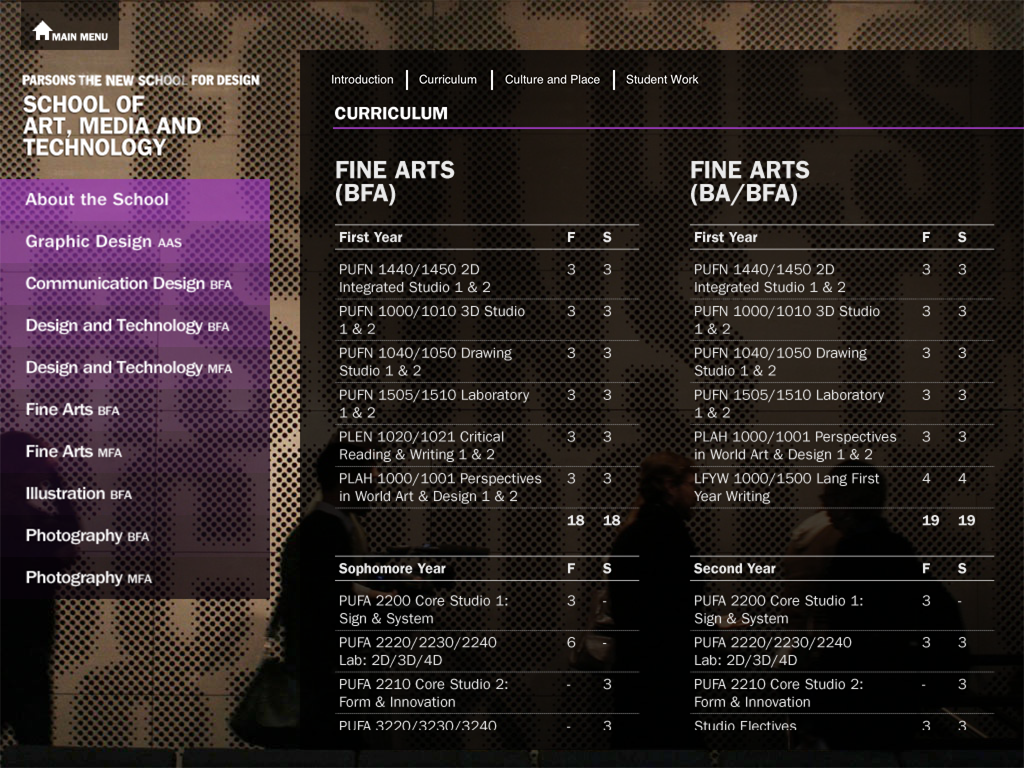 MAIN MENU
PARSONS THE NEW SCHOOL FOR DESIGN
SCHOOL OF
ART, MEDIA AND
TECHNOLOGY
About the School
Graphic Design AAS
Communication Design BFA
Design and Technology BFA
Design and Technology MFA
Fine Arts BFA
Fine Arts MFA
Illustration BFA
Photography BFA
Photography MFA
Introduction | Curriculum | Culture and Place | Student Work
CURRICULUM
FINE ARTS
(BFA)
First Year F S
PUFN 1440/1450 2D 3 3
Integrated Studio 1 & 2
PUFN 1000/1010 3D Studio 3 3
1 & 2
PUFN 1040/1050 Drawing 3 3
Studio 1 & 2
PUFN 1505/1510 Laboratory 3 3
1 & 2
PLEN 1020/1021 Critical 3 3
Reading & Writing 1 & 2
PLAH 1000/1001 Perspectives 3 3
in World Art & Design 1 & 2
18 18
Sophomore Year F S
PUFA 2200 Core Studio 1: 3 -
Sign & System
PUFA 2220/2230/2240 6 -
Lab: 2D/3D/4D
PUFA 2210 Core Studio 2: - 3
Form & Innovation
PUFA 3220/3230/3240 - 3
FINE ARTS
(BA/BFA)
First Year F S
PUFN 1440/1450 2D 3 3
Integrated Studio 1 & 2
PUFN 1000/1010 3D Studio 3 3
1 & 2
PUFN 1040/1050 Drawing 3 3
Studio 1 & 2
PUFN 1505/1510 Laboratory 3 3
1 & 2
PLAH 1000/1001 Perspectives 3 3
in World Art & Design 1 & 2
LFYW 1000/1500 Lang First 4 4
Year Writing
19 19
Second Year F S
PUFA 2200 Core Studio 1: 3 -
Sign & System
PUFA 2220/2230/2240 3 3
Lab: 2D/3D/4D
PUFA 2210 Core Studio 2: - 3
Form & Innovation
Studio Electives 3 3